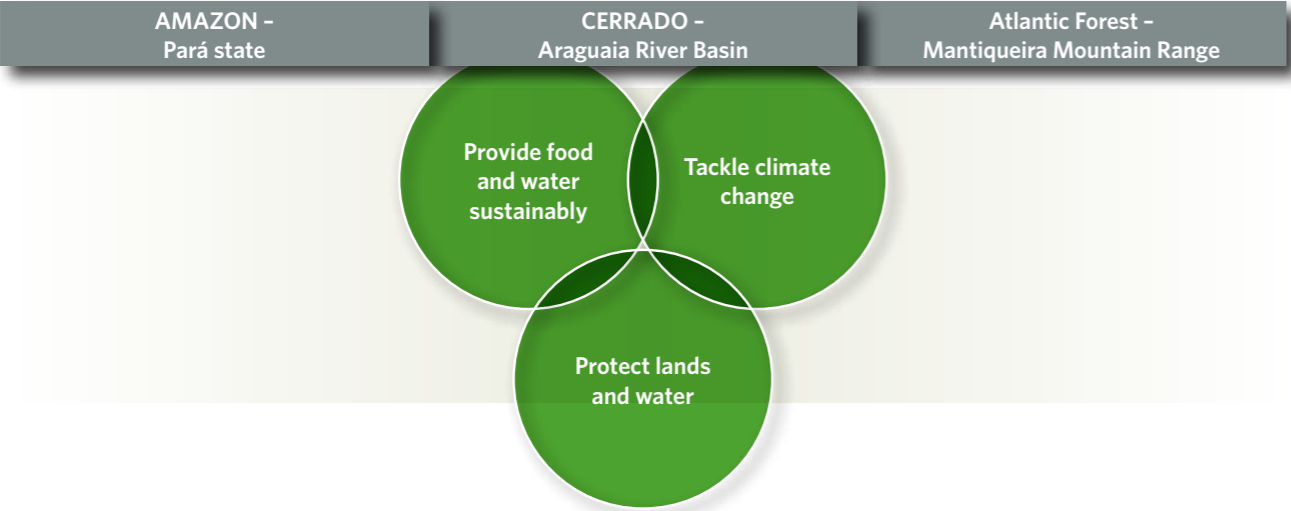 AMAZON –
Pará state
CERRADO –
Araguaia River Basin
Atlantic Forest –
Mantiqueira Mountain Range
Provide food
and water
sustainably
Tackle climate
change
Protect lands
and water